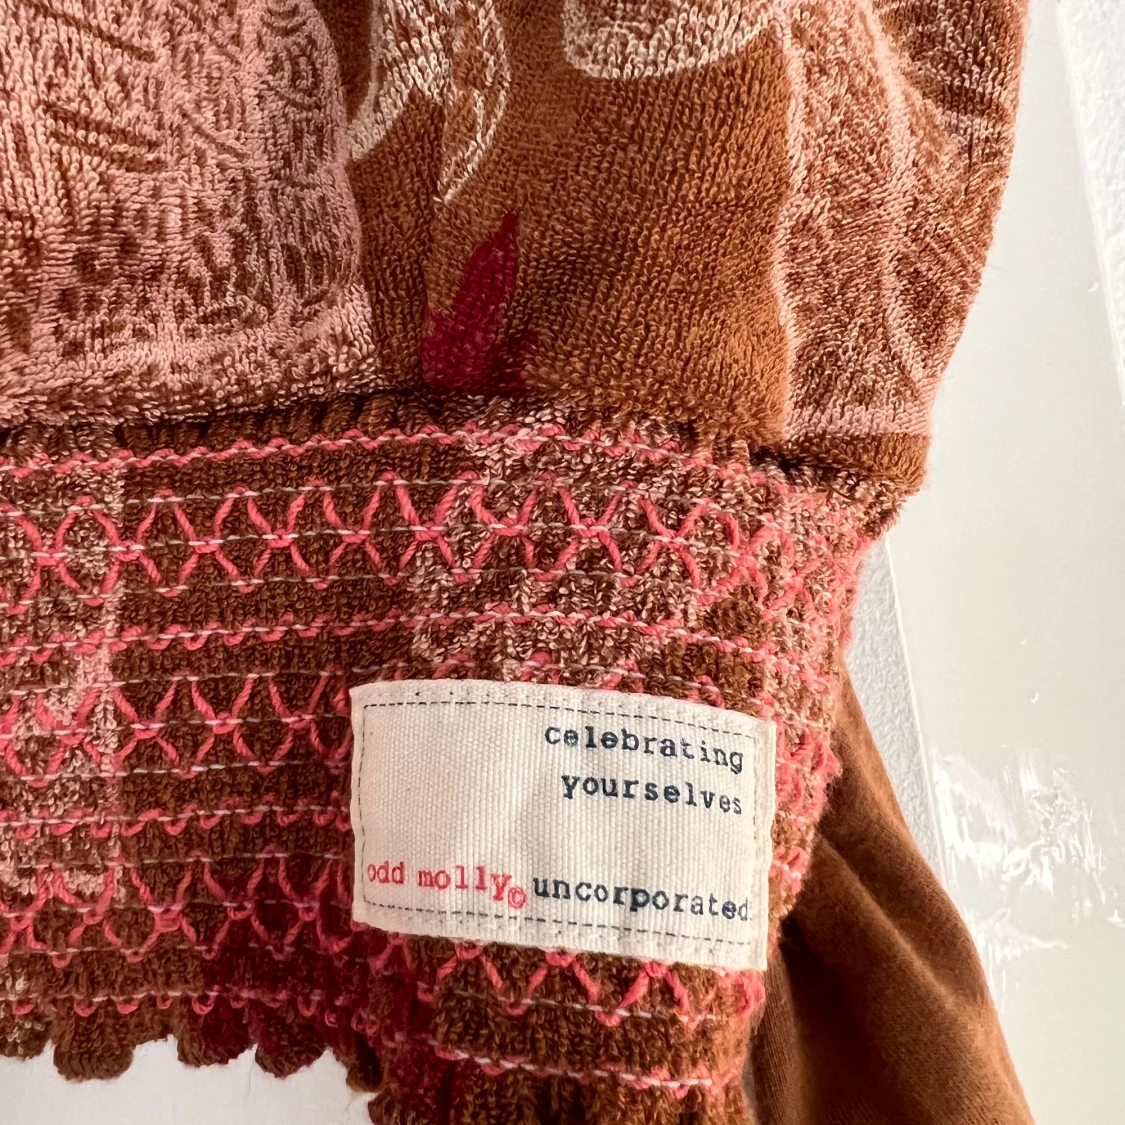 celebrating
yourselves
odd molly© uncorporated